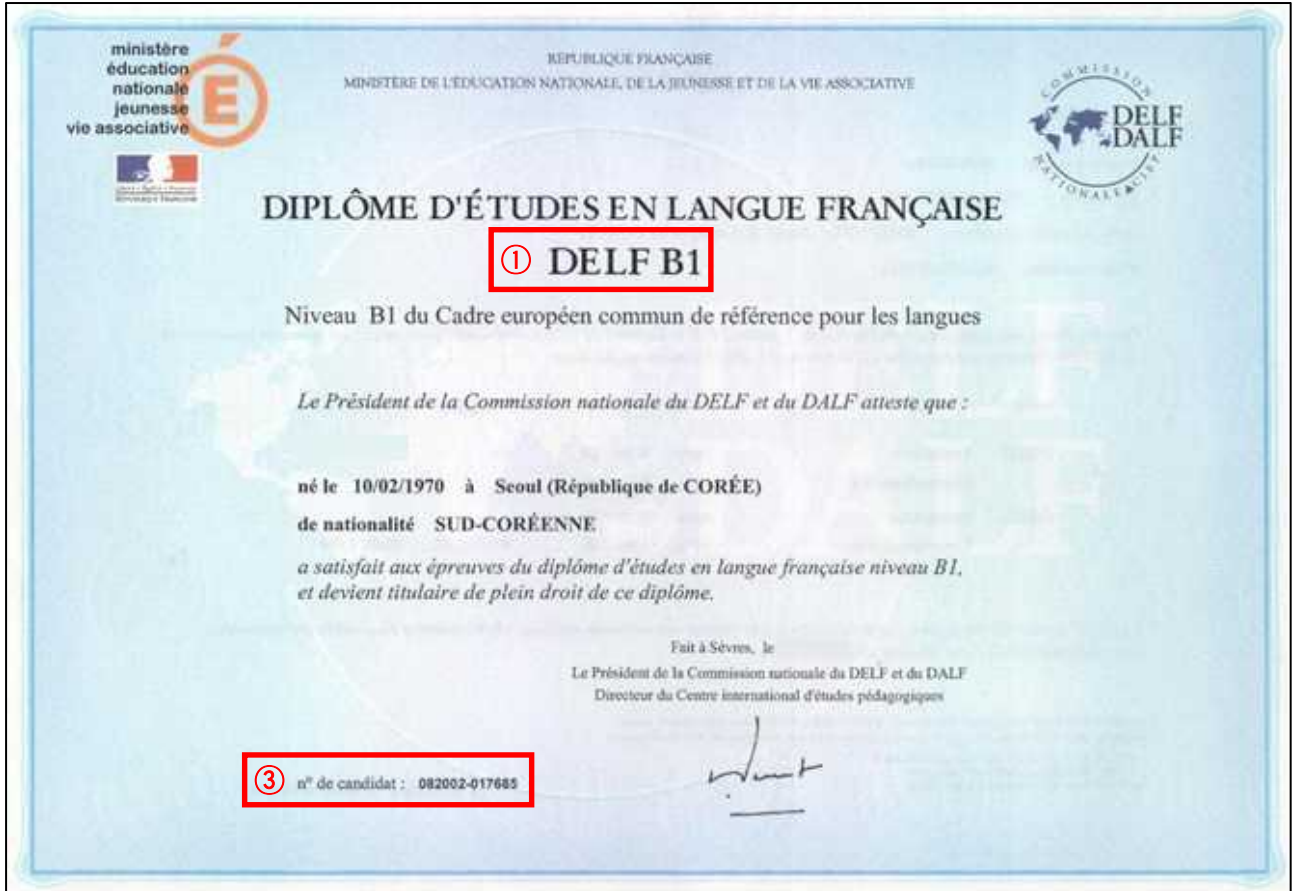 ministère
éducation
nationale
jeunesse
vie associative
RÉPUBLIQUE FRANÇAISE
MINISTÈRE DE L'ÉDUCATION NATIONALE, DE LA JEUNESSE ET DE LA VIE ASSOCIATIVE
COMMISSION
DELF
DALF
NATIONALE
CIEP
RÉPUBLIQUE FRANÇAISE
DIPLÔME D'ÉTUDES EN LANGUE FRANÇAISE
① DELF B1
Niveau B1 du Cadre européen commun de référence pour les langues
Le Président de la Commission nationale du DELF et du DALF atteste que :
né le 10/02/1970 à Seoul (République de CORÉE)
de nationalité SUD-CORÉENNE
a satisfait aux épreuves du diplôme d'études en langue française niveau B1,
et devient titulaire de plein droit de ce diplôme.
Fait à Sèvres, le
Le Président de la Commission nationale du DELF et du DALF
Directeur du Centre international d'études pédagogiques
③ n° de candidat : 082002-017685
DELF
DALF